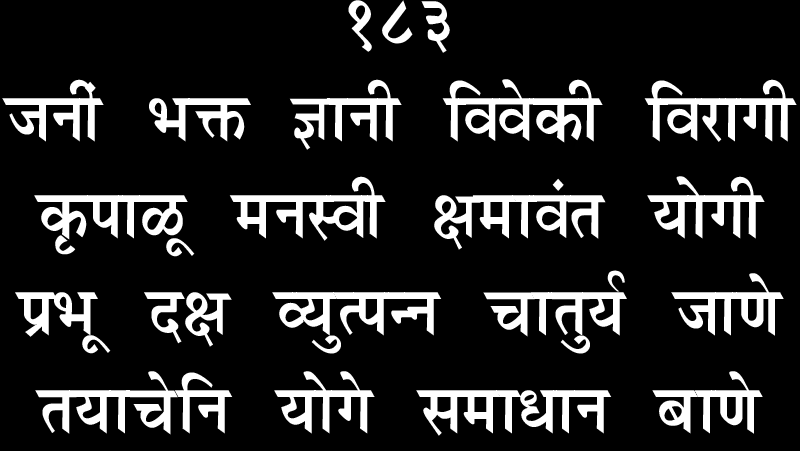 १८३
जनीं भक्त ज्ञानी विवेकी विरागी
कृपाळू मनस्वी क्षमावंत योगी
प्रभू दक्ष व्युत्पन्न चातुर्य जाणे
तयाचेनि योगे समाधान बाणे